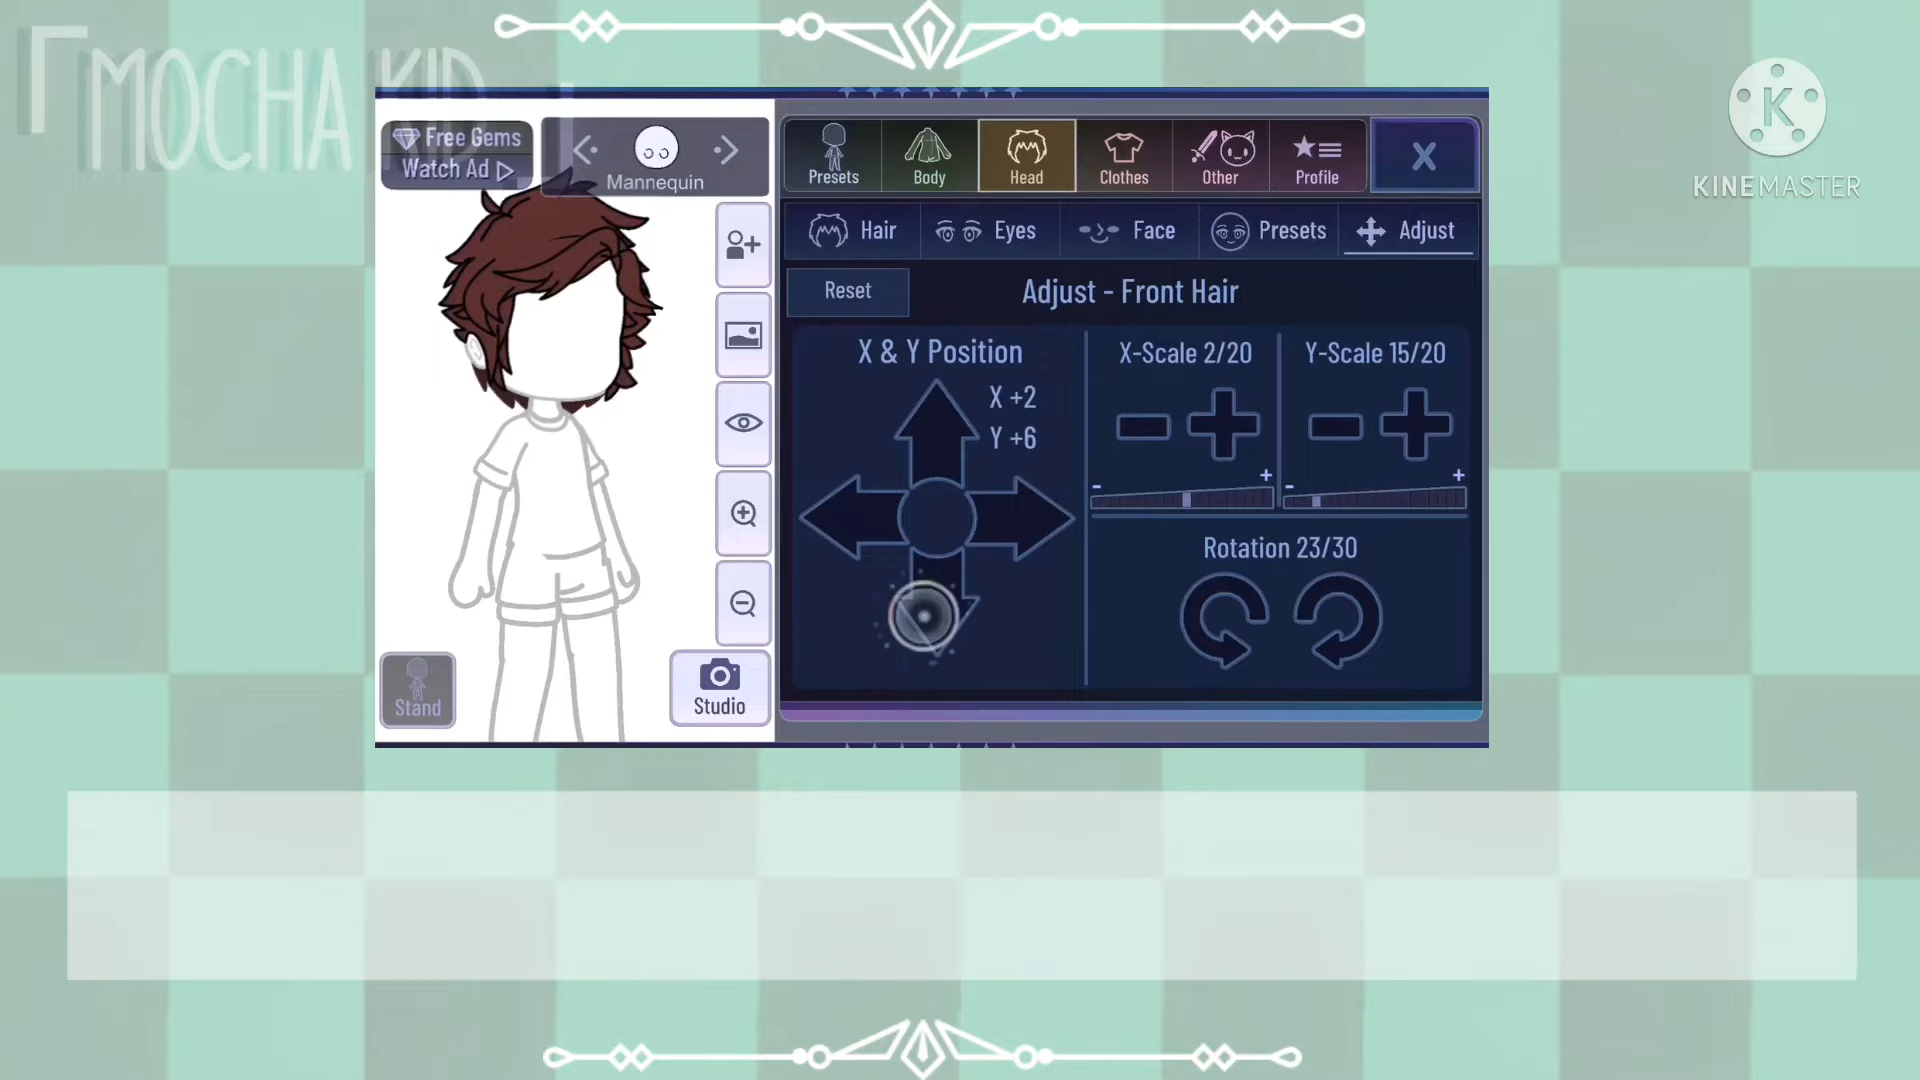 「MOCHA KID
K
KINEMASTER
Free Gems
Watch Ad
Mannequin
Presets
Body
Head
Clothes
Other
Profile
X
Hair
Eyes
Face
Presets
Adjust
Reset
Adjust - Front Hair
X & Y Position
X +2
Y +6
X-Scale 2/20
Y-Scale 15/20
- +
- +
Rotation 23/30
Stand
Studio